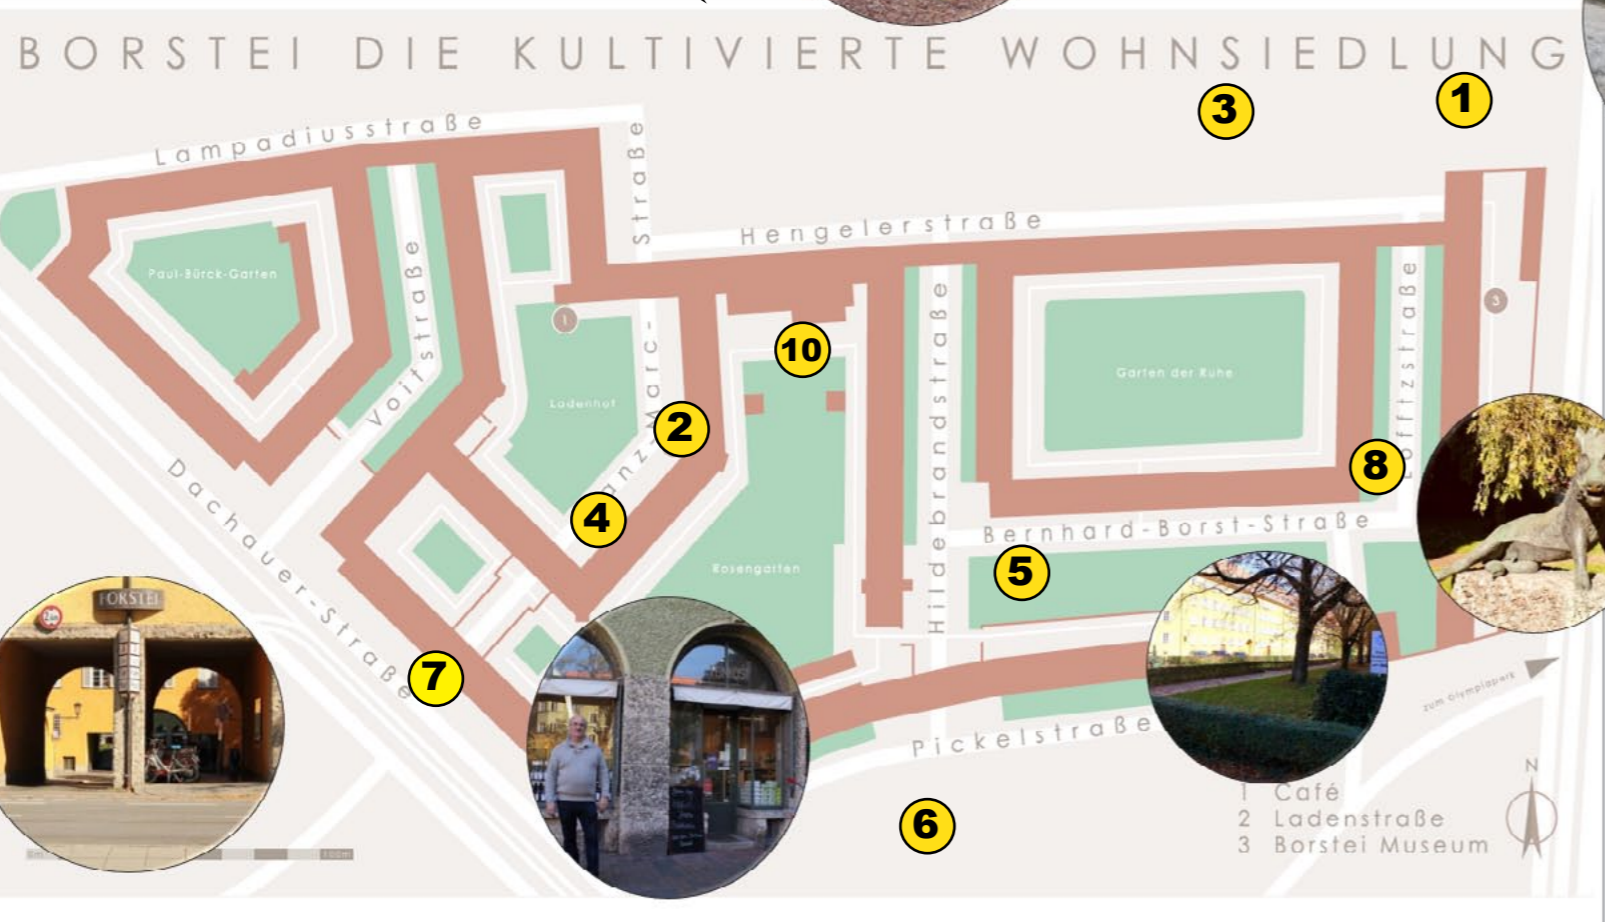 BORSTEI DIE KULTIVIERTE WOHNSIEDLUNG
3
1
Lampadiusstraße
Straße
Hengelerstraße
Paul-Bürck-Garten
Voitstraße
1
Ladenhof
anz-Marc-
2
4
10
Hildebrandstraße
Garten der Ruhe
3
8
Bernhard-Borst-Straße
5
Rosengarten
Dachauer-Straße
7
Pickelstraße
zum Olympiapark
6
N
1 Café
2 Ladenstraße
3 Borstei Museum
100m